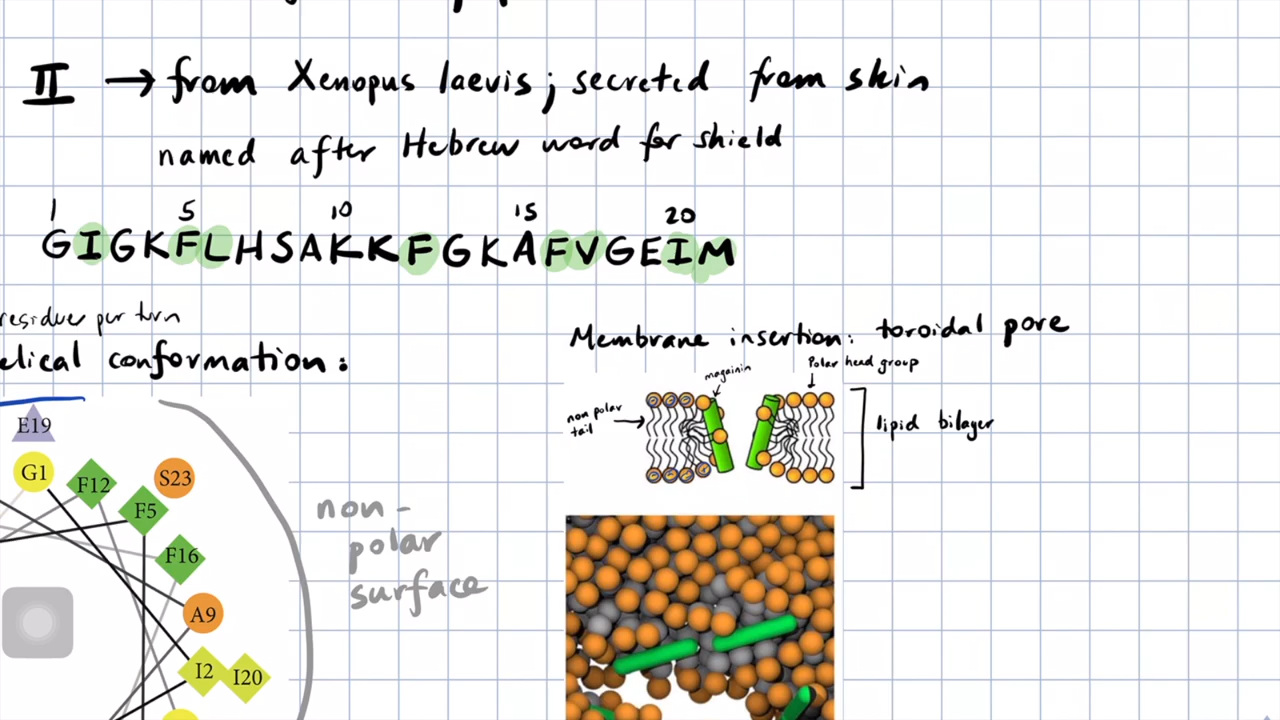 II → from Xenopus laevis; secreted from skin
named after Hebrew word for shield
1 5 10 15 20
GIGKFLHSAKKFGKAFVGEIM
residues per turn
elical conformation:
E19
G1
F12
S23
F5
F16
A9
I2
I20
non-
polar
surface
Membrane insertion: toroidal pore
magainin
Polar head group
non polar
tail
lipid bilayer